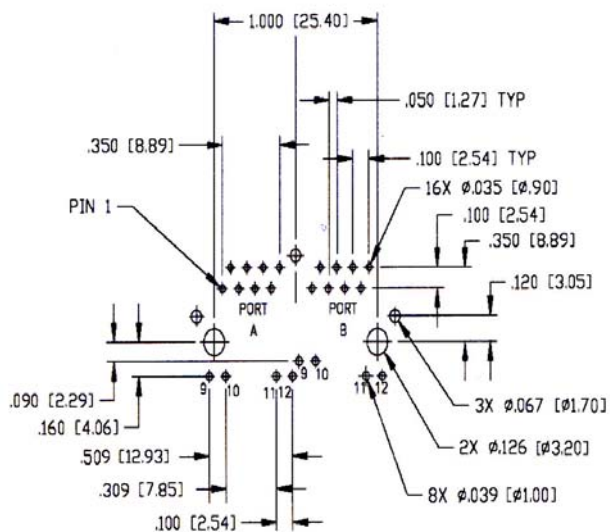 1.000 [25.40]
.050 [1.27] TYP
.350 [8.89]
.100 [2.54] TYP
16X Ø.035 [Ø.90]
PIN 1
.100 [2.54]
.350 [8.89]
.120 [3.05]
PORT A
PORT B
9 10
9 10
11 12
11 12
.090 [2.29]
.160 [4.06]
3X Ø.067 [Ø1.70]
.509 [12.93]
2X Ø.126 [Ø3.20]
.309 [7.85]
8X Ø.039 [Ø1.00]
.100 [2.54]